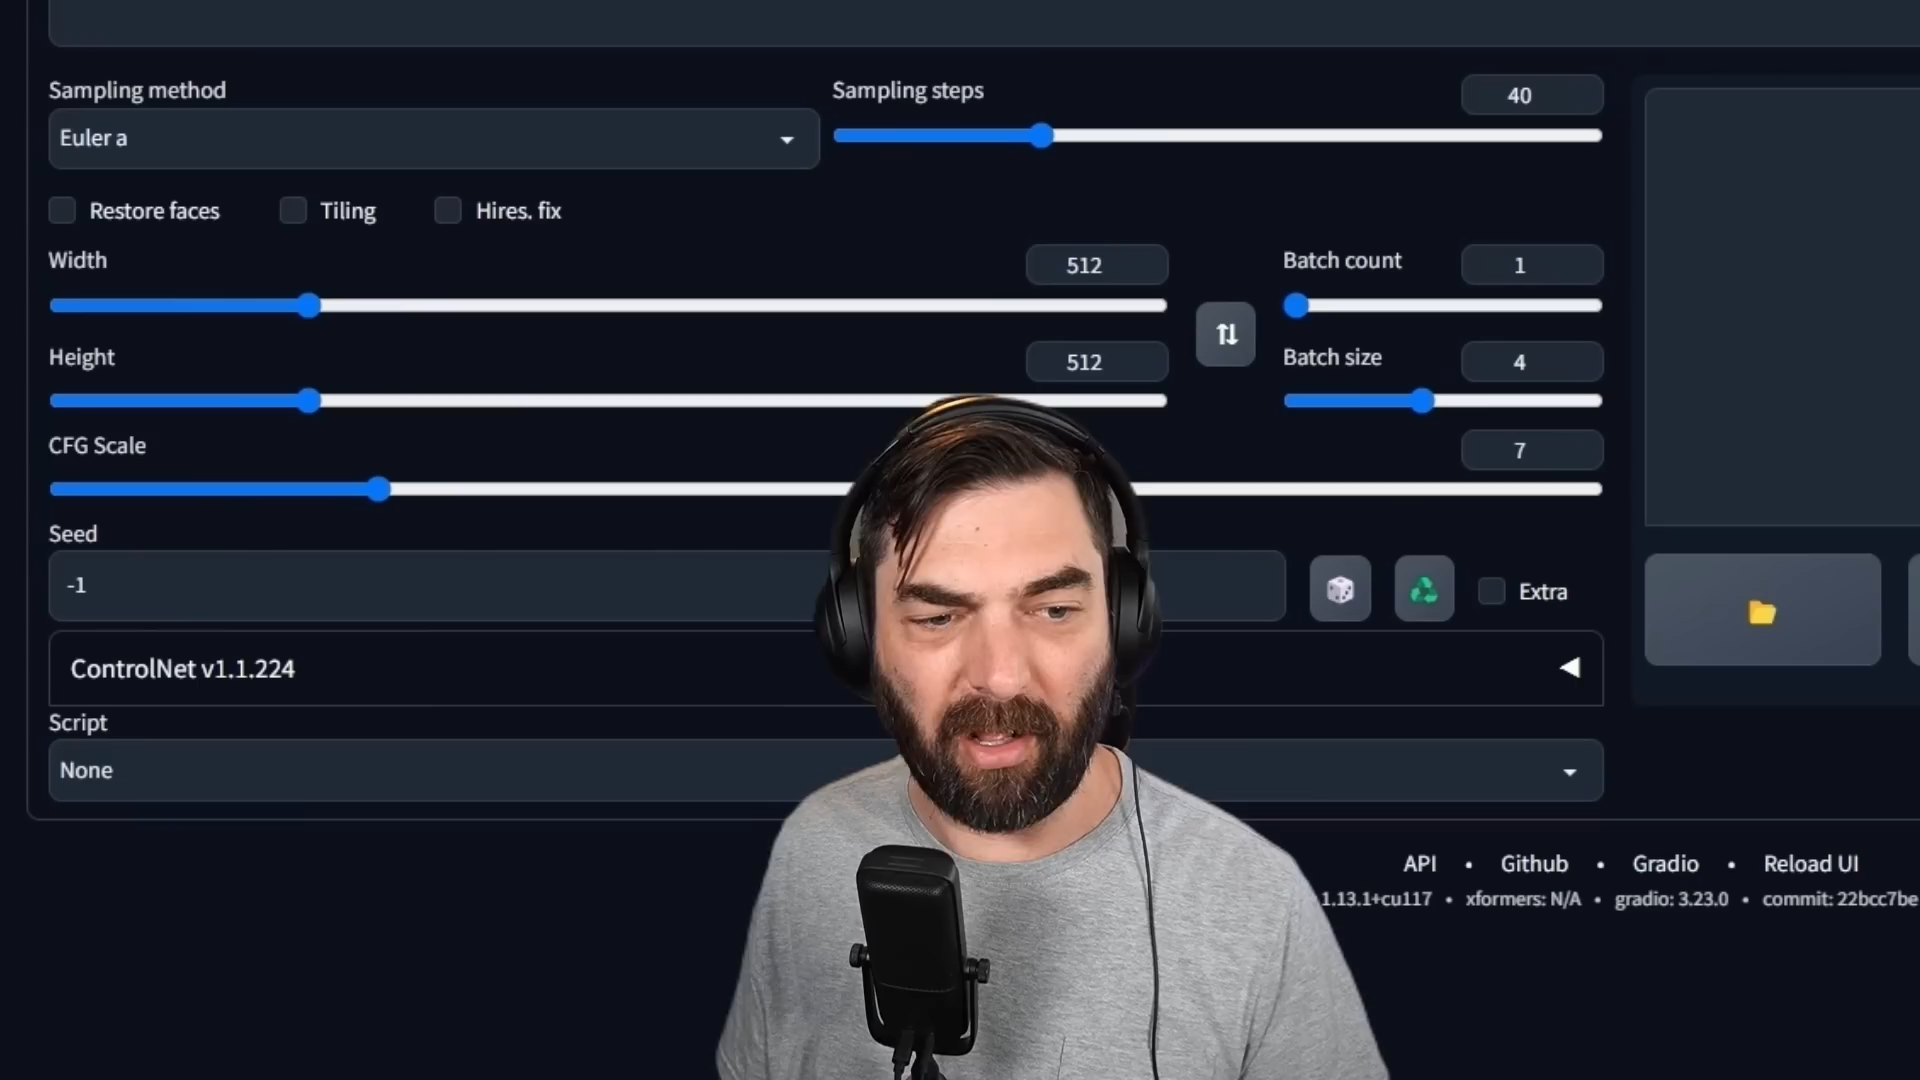 Sampling method
Sampling steps
40
Euler a
Restore faces
Tiling
Hires. fix
Width
512
Batch count
1
Height
512
Batch size
4
CFG Scale
7
Seed
-1
Extra
ControlNet v1.1.224
Script
None
API • Github • Gradio • Reload UI
1.13.1+cu117 • xformers: N/A • gradio: 3.23.0 • commit: 22bcc7be